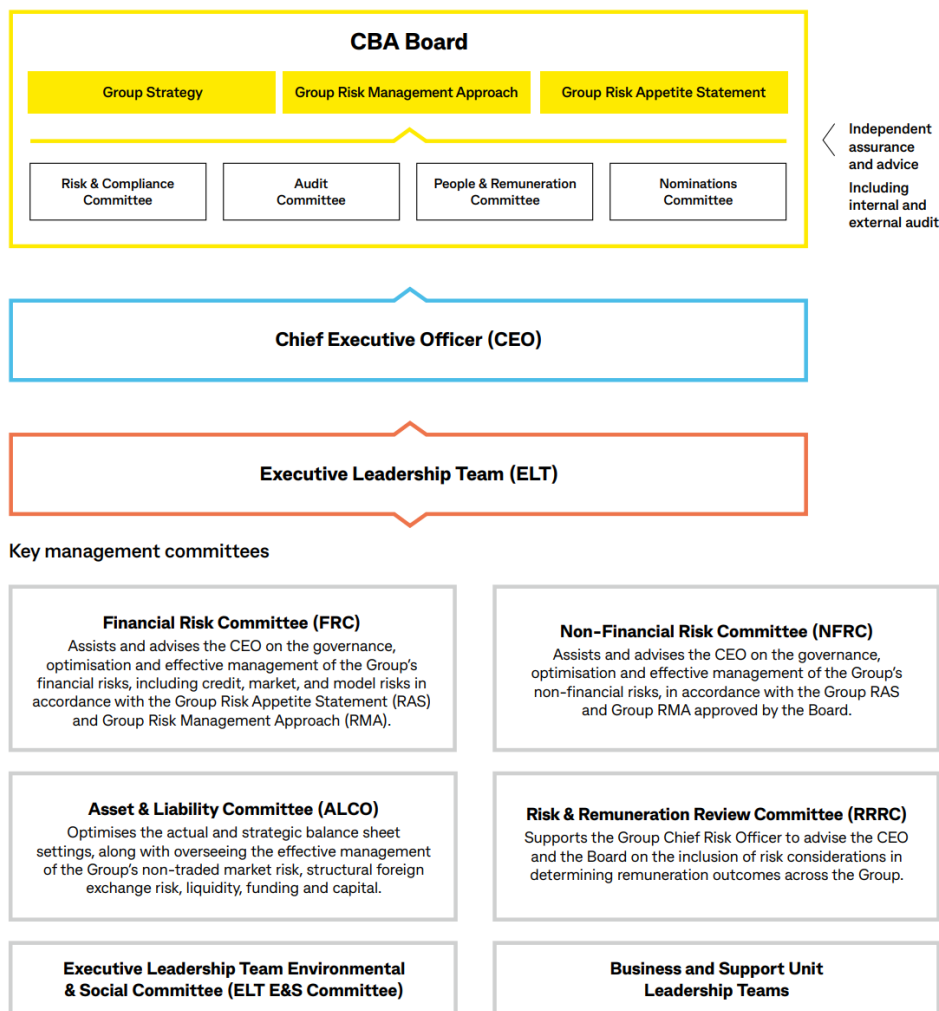 CBA Board
Group Strategy
Group Risk Management Approach
Group Risk Appetite Statement
Risk & Compliance
Committee
Audit
Committee
People & Remuneration
Committee
Nominations
Committee
Independent
assurance
and advice
Including
internal and
external audit
Chief Executive Officer (CEO)
Executive Leadership Team (ELT)
Key management committees
Financial Risk Committee (FRC)
Assists and advises the CEO on the governance,
optimisation and effective management of the Group's
financial risks, including credit, market, and model risks in
accordance with the Group Risk Appetite Statement (RAS)
and Group Risk Management Approach (RMA).
Non-Financial Risk Committee (NFRC)
Assists and advises the CEO on the governance,
optimisation and effective management of the Group's
non-financial risks, in accordance with the Group RAS
and Group RMA approved by the Board.
Asset & Liability Committee (ALCO)
Optimises the actual and strategic balance sheet
settings, along with overseeing the effective management
of the Group's non-traded market risk, structural foreign
exchange risk, liquidity, funding and capital.
Risk & Remuneration Review Committee (RRRC)
Supports the Group Chief Risk Officer to advise the CEO
and the Board on the inclusion of risk considerations in
determining remuneration outcomes across the Group.
Executive Leadership Team Environmental
& Social Committee (ELT E&S Committee)
Business and Support Unit
Leadership Teams